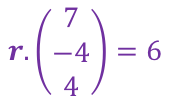 r. ( 7
−4
4 ) = 6